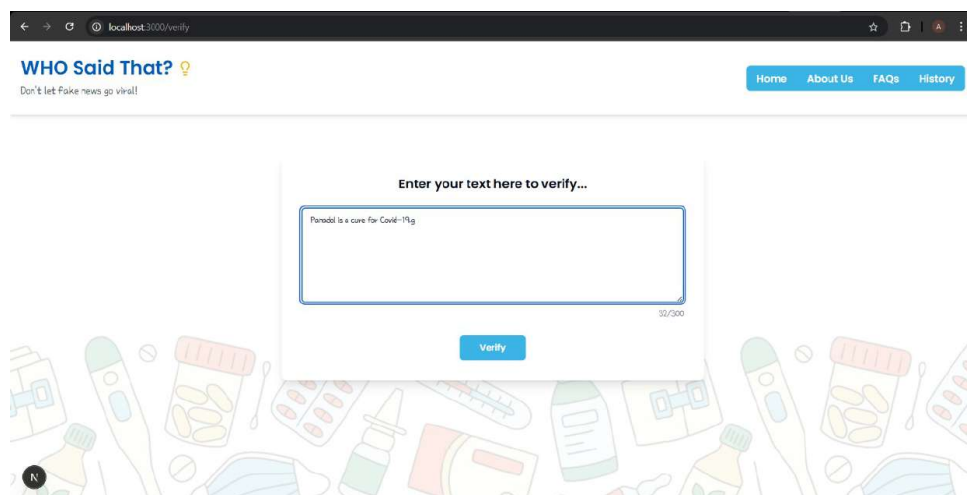 localhost:3000/verify
A
WHO Said That?
Don't let fake news go viral!
Home About Us FAQs History
Enter your text here to verify...
Panadol is a cure for Covid-19.g
32/300
Verify
N